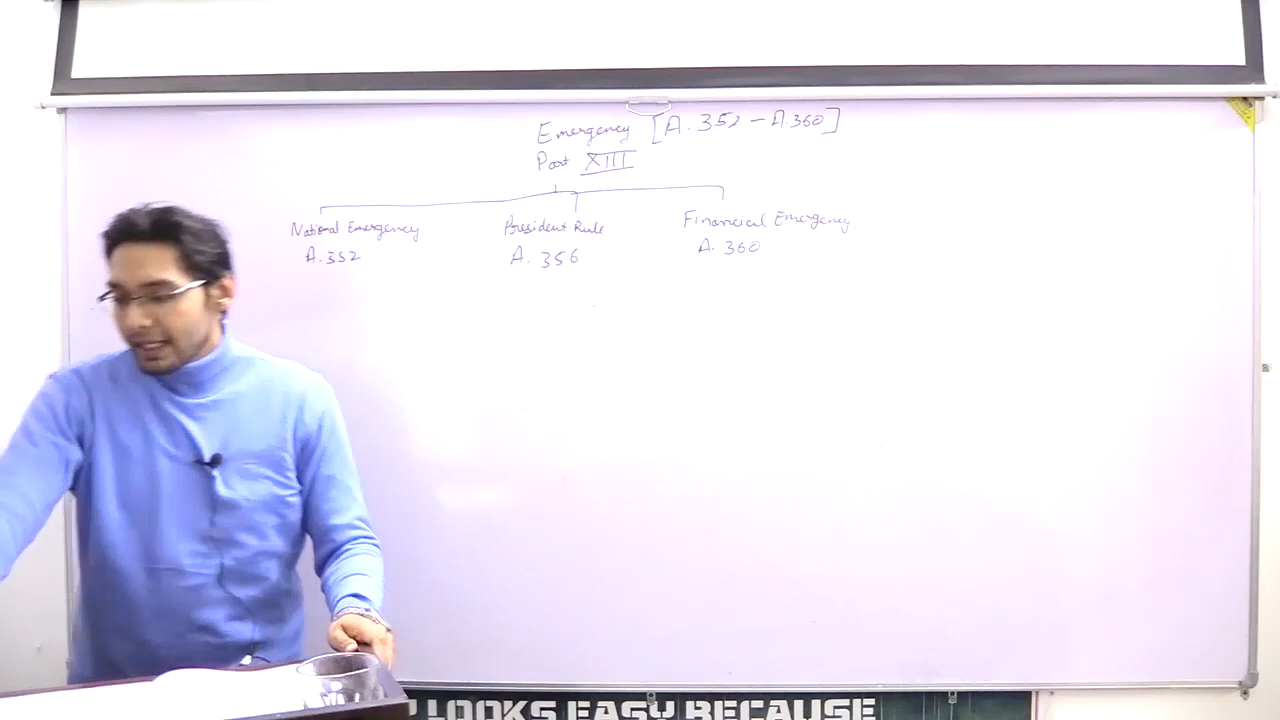 Emergency [A. 352 - A.360]
Part XIII
National Emergency President Rule Financial Emergency
A. 352 A. 356 A. 360
LOOKS EASY BECAUSE